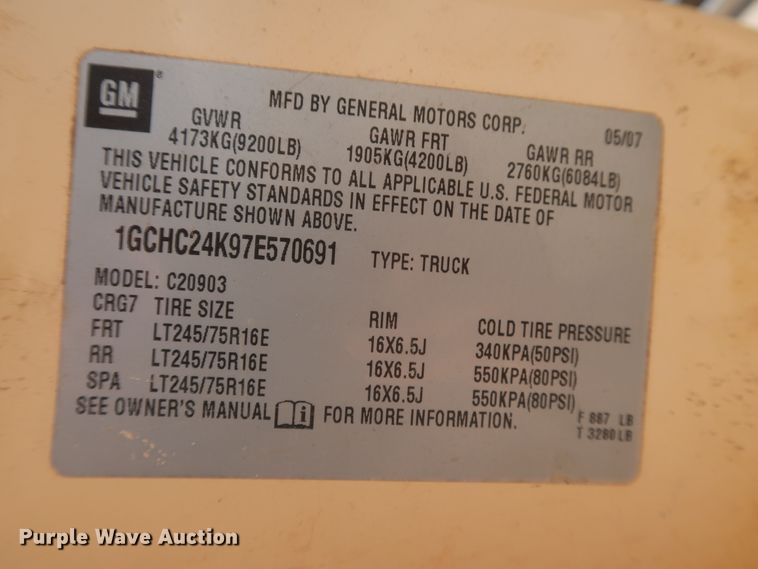 GM®
MFD BY GENERAL MOTORS CORP. 05/07
GVWR GAWR FRT GAWR RR
4173KG(9200LB) 1905KG(4200LB) 2760KG(6084LB)
THIS VEHICLE CONFORMS TO ALL APPLICABLE U.S. FEDERAL MOTOR
VEHICLE SAFETY STANDARDS IN EFFECT ON THE DATE OF
MANUFACTURE SHOWN ABOVE.
1GCHC24K97E570691 TYPE: TRUCK
MODEL: C20903
CRG7 TIRE SIZE RIM COLD TIRE PRESSURE
FRT LT245/75R16E 16X6.5J 340KPA(50PSI)
RR LT245/75R16E 16X6.5J 550KPA(80PSI)
SPA LT245/75R16E 16X6.5J 550KPA(80PSI)
SEE OWNER'S MANUAL i FOR MORE INFORMATION.
F 887 LB
T 3280LB
Purple Wave Auction